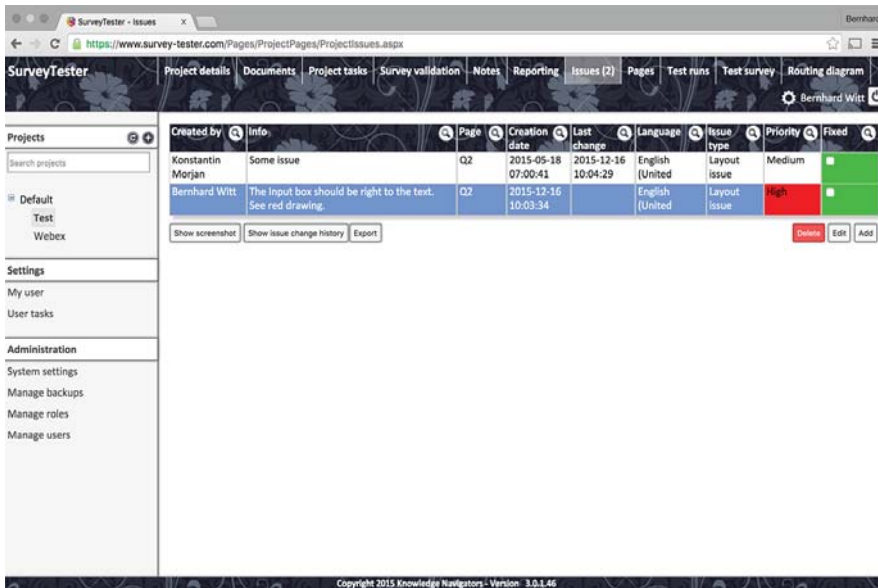 SurveyTester - Issues
Bernhard
https://www.survey-tester.com/Pages/ProjectPages/ProjectIssues.aspx
SurveyTester
Project details Documents Project tasks Survey validation Notes Reporting Issues (2) Pages Test runs Test survey Routing diagram
Bernhard Witt
Projects
Search projects
Default
Test
Webex
Settings
My user
User tasks
Administration
System settings
Manage backups
Manage roles
Manage users
Created by Info Page Creation Last Language Issue Priority Fixed
date change type
Konstantin Some issue Q2 2015-05-18 2015-12-16 English Layout Medium
Morjan 07:00:41 10:04:29 (United issue
Bernhard Witt The Input box should be right to the text. Q2 2015-12-16 English Layout High
See red drawing. 10:03:34 (United issue
Show screenshot Show issue change history Export Delete Edit Add
Copyright 2015 Knowledge Navigators - Version 3.0.1.46